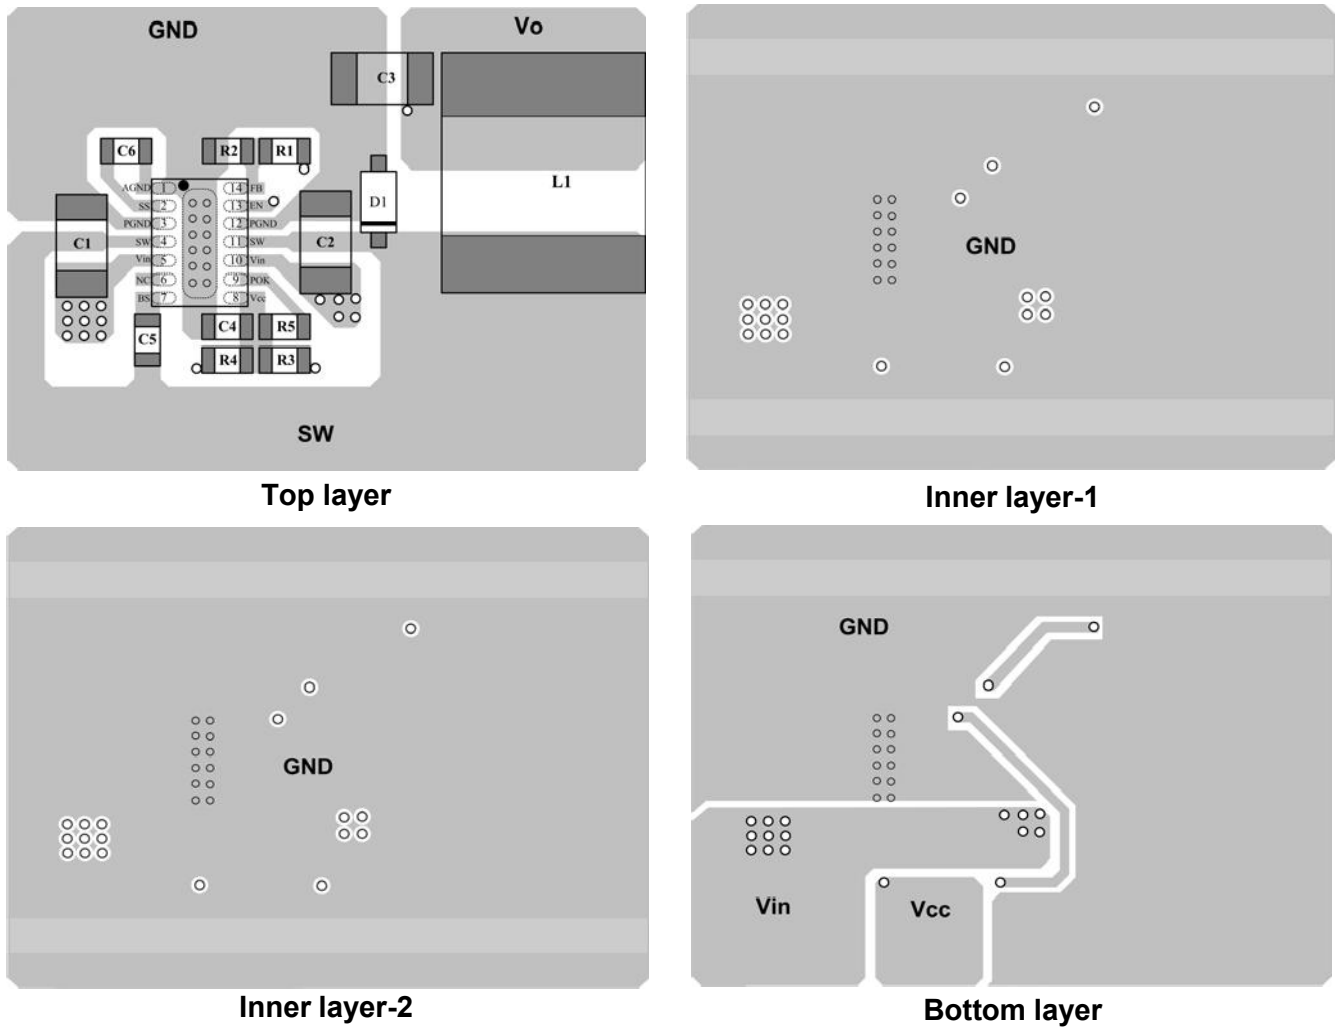 GND
Vo
C3
C6
R2
R1
AGND 1
14 FB
SS 2
13 EN
PGND 3
12 PGND
SW 4
11 SW
Vin 5
10 Vin
NC 6
9 POK
BS 7
8 Vcc
C1
C2
D1
L1
C5
C4
R5
R4
R3
SW
Top layer
GND
Inner layer-1
GND
Inner layer-2
GND
Vin
Vcc
Bottom layer